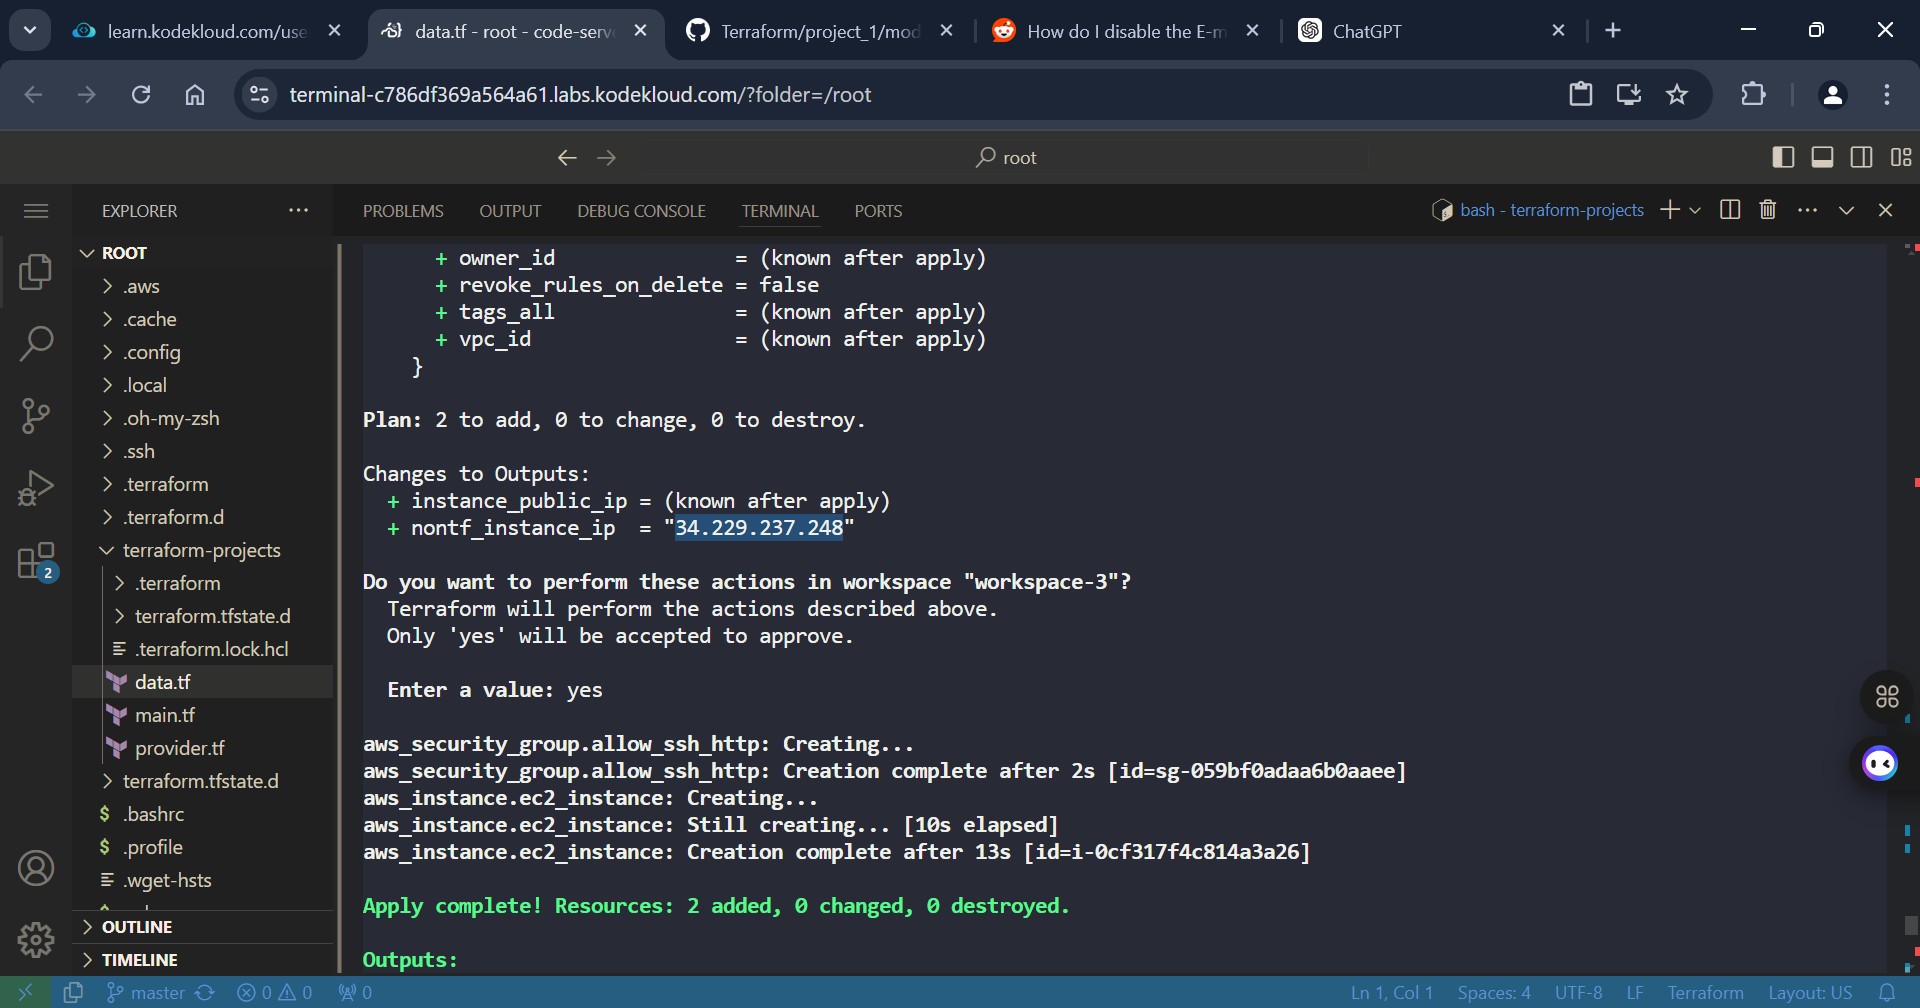 learn.kodekloud.com/use
data.tf - root - code-serve
Terraform/project_1/mod
How do I disable the E-m
ChatGPT
terminal-c786df369a564a61.labs.kodekloud.com/?folder=/root
root
EXPLORER
PROBLEMS
OUTPUT
DEBUG CONSOLE
TERMINAL
PORTS
bash - terraform-projects
ROOT
.aws
.cache
.config
.local
.oh-my-zsh
.ssh
.terraform
.terraform.d
terraform-projects
.terraform
terraform.tfstate.d
.terraform.lock.hcl
data.tf
main.tf
provider.tf
terraform.tfstate.d
$ .bashrc
$ .profile
.wget-hsts
OUTLINE
TIMELINE
2
+ owner_id = (known after apply)
+ revoke_rules_on_delete = false
+ tags_all = (known after apply)
+ vpc_id = (known after apply)
}
Plan: 2 to add, 0 to change, 0 to destroy.
Changes to Outputs:
+ instance_public_ip = (known after apply)
+ nontf_instance_ip = "34.229.237.248"
Do you want to perform these actions in workspace "workspace-3"?
Terraform will perform the actions described above.
Only 'yes' will be accepted to approve.
Enter a value: yes
aws_security_group.allow_ssh_http: Creating...
aws_security_group.allow_ssh_http: Creation complete after 2s [id=sg-059bf0adaa6b0aaee]
aws_instance.ec2_instance: Creating...
aws_instance.ec2_instance: Still creating... [10s elapsed]
aws_instance.ec2_instance: Creation complete after 13s [id=i-0cf317f4c814a3a26]
Apply complete! Resources: 2 added, 0 changed, 0 destroyed.
Outputs:
master
0
0
0
Ln 1, Col 1
Spaces: 4
UTF-8
LF
Terraform
Layout: US